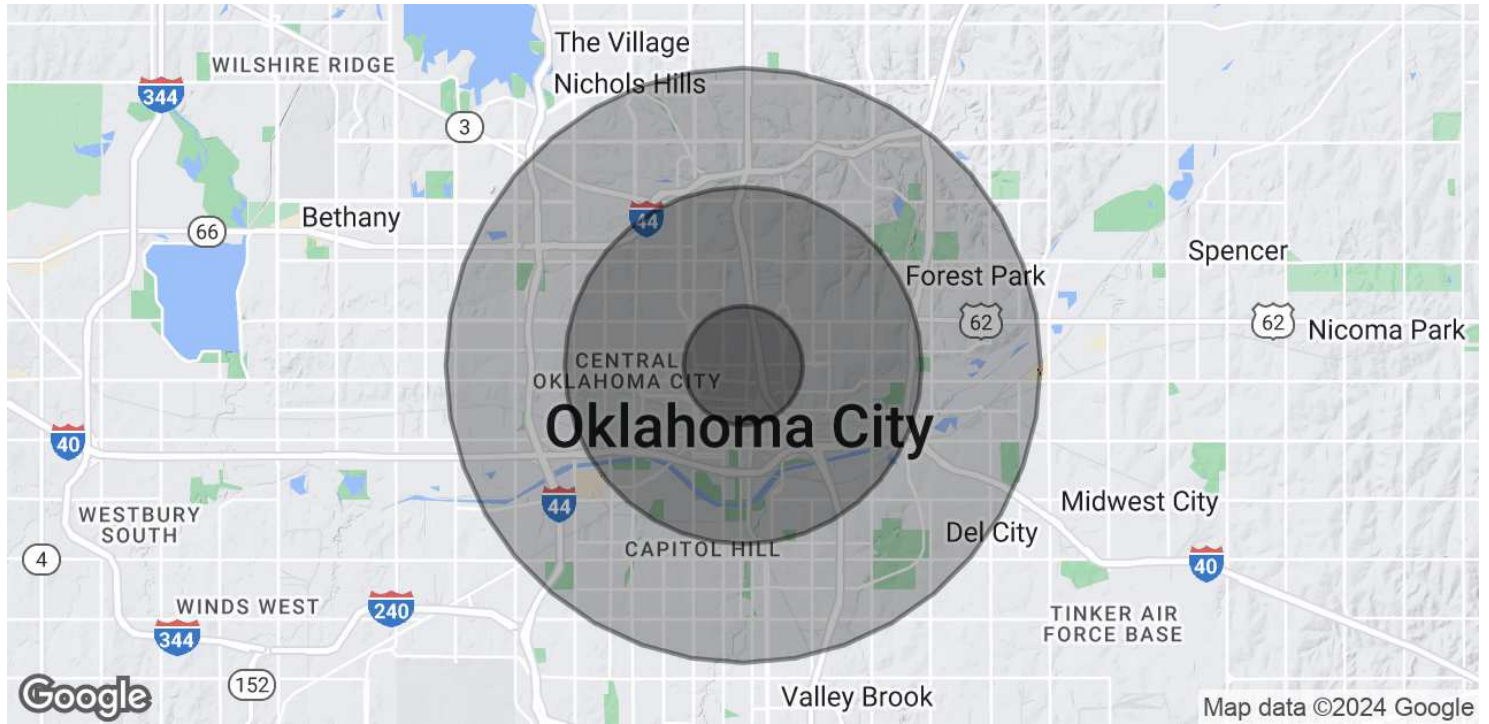 The Village
WILSHIRE RIDGE
Nichols Hills
344
3
Bethany
44
66
Spencer
Forest Park
62
62
Nicoma Park
CENTRAL
OKLAHOMA CITY
Oklahoma City
40
44
Midwest City
WESTBURY
SOUTH
Del City
CAPITOL HILL
4
40
WINDS WEST
240
TINKER AIR
FORCE BASE
344
152
Google
Valley Brook
Map data ©2024 Google